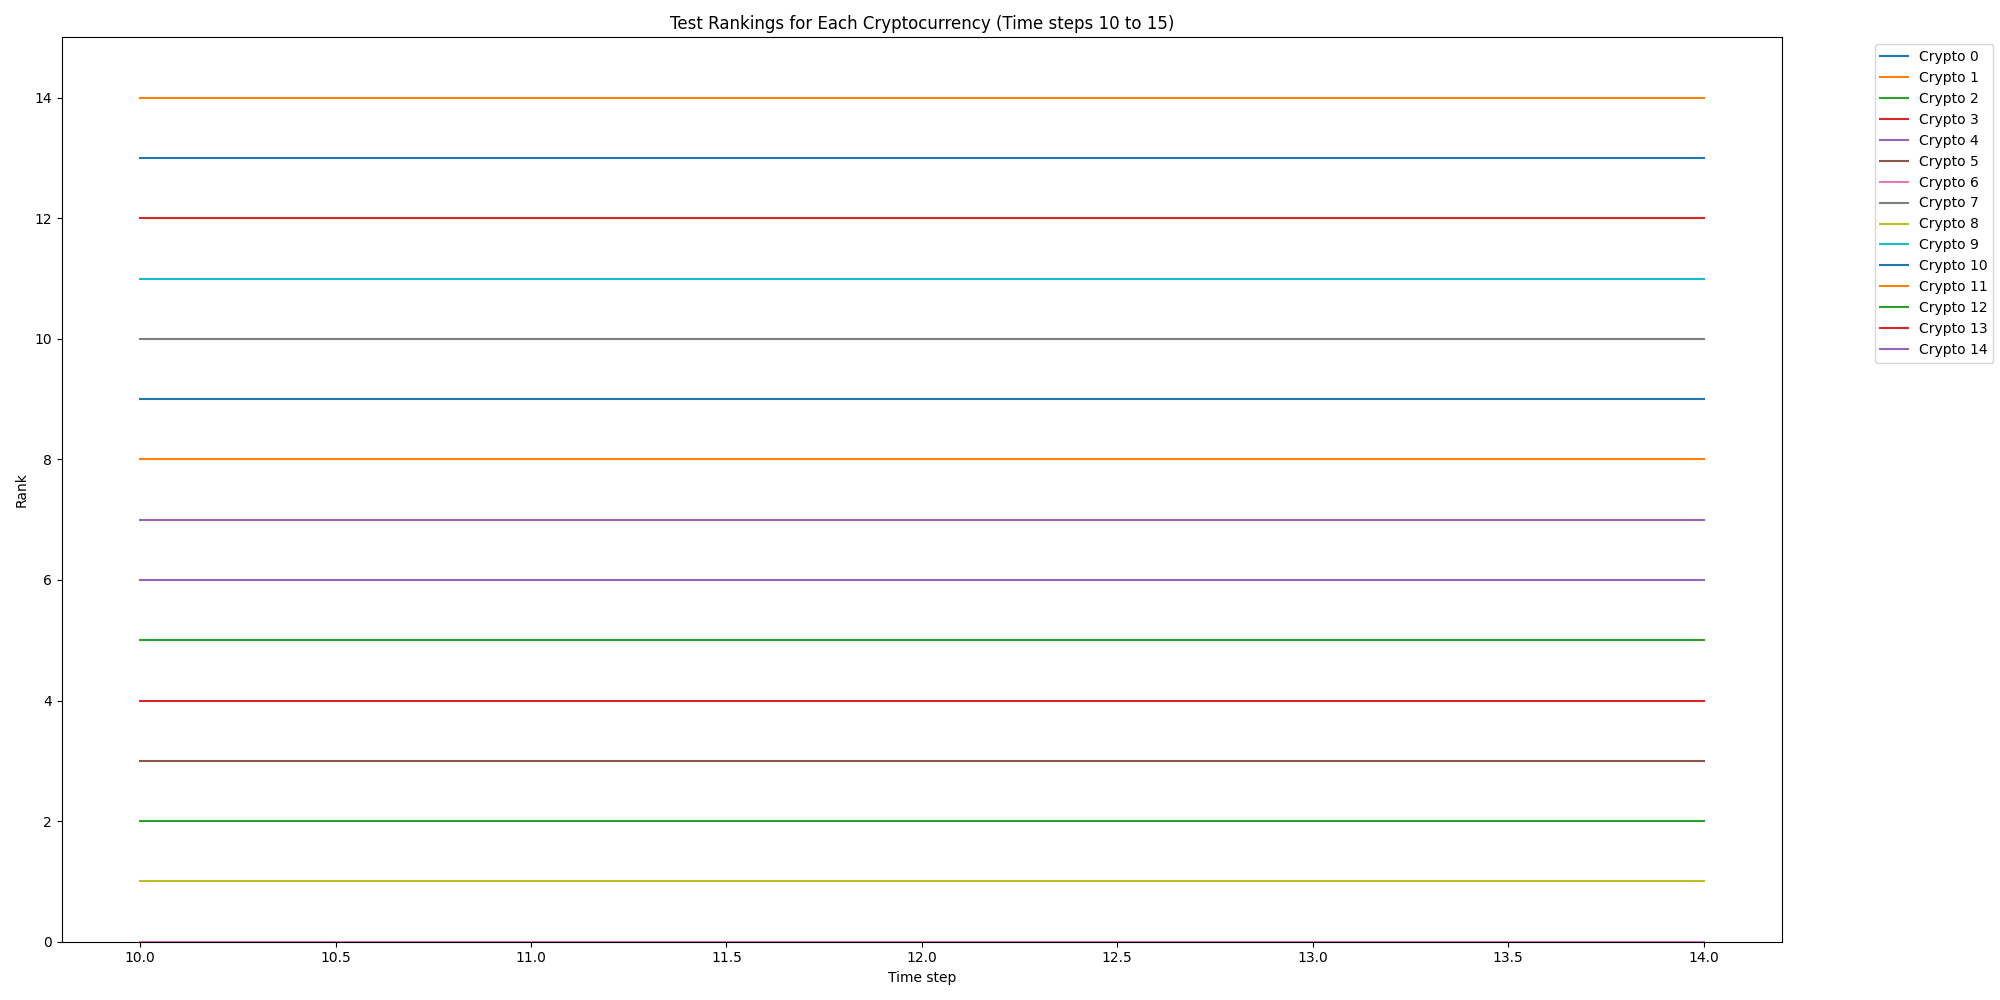 Test Rankings for Each Cryptocurrency (Time steps 10 to 15)
14
12
10
8
6
4
2
0
Rank
10.0 10.5 11.0 11.5 12.0 12.5 13.0 13.5 14.0
Time step
Crypto 0
Crypto 1
Crypto 2
Crypto 3
Crypto 4
Crypto 5
Crypto 6
Crypto 7
Crypto 8
Crypto 9
Crypto 10
Crypto 11
Crypto 12
Crypto 13
Crypto 14